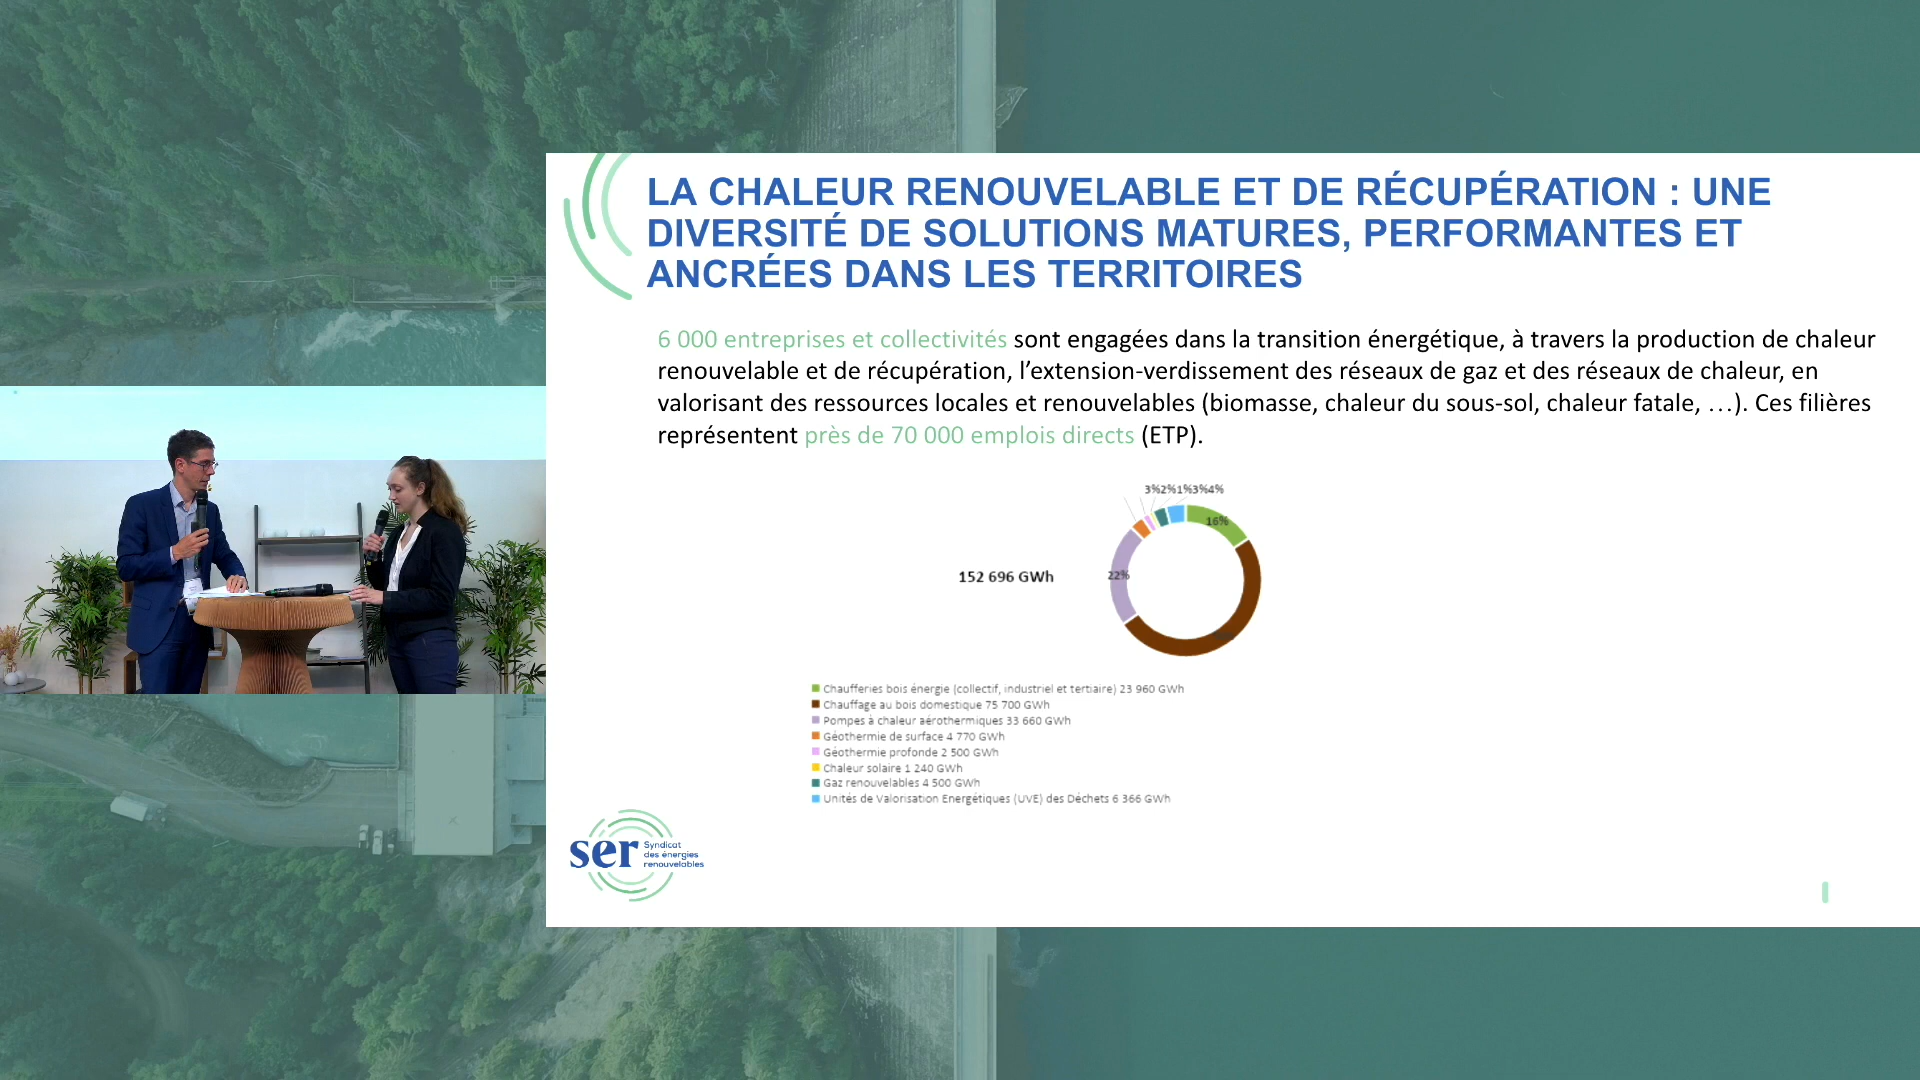 LA CHALEUR RENOUVELABLE ET DE RÉCUPÉRATION : UNE
DIVERSITÉ DE SOLUTIONS MATURES, PERFORMANTES ET
ANCRÉES DANS LES TERRITOIRES
6 000 entreprises et collectivités sont engagées dans la transition énergétique, à travers la production de chaleur
renouvelable et de récupération, l’extension-verdissement des réseaux de gaz et des réseaux de chaleur, en
valorisant des ressources locales et renouvelables (biomasse, chaleur du sous-sol, chaleur fatale, …). Ces filières
représentent près de 70 000 emplois directs (ETP).
3%2%1%3%4%
16%
22%
152 696 GWh
Chaufferies bois énergie (collectif, industriel et tertiaire) 23 960 GWh
Chauffage au bois domestique 75 700 GWh
Pompes à chaleur aérothermiques 33 660 GWh
Géothermie de surface 4 770 GWh
Géothermie profonde 2 500 GWh
Chaleur solaire 1 240 GWh
Gaz renouvelables 4 500 GWh
Unités de Valorisation Energétiques (UVE) des Déchets 6 366 GWh
ser
Syndicat
des énergies
renouvelables